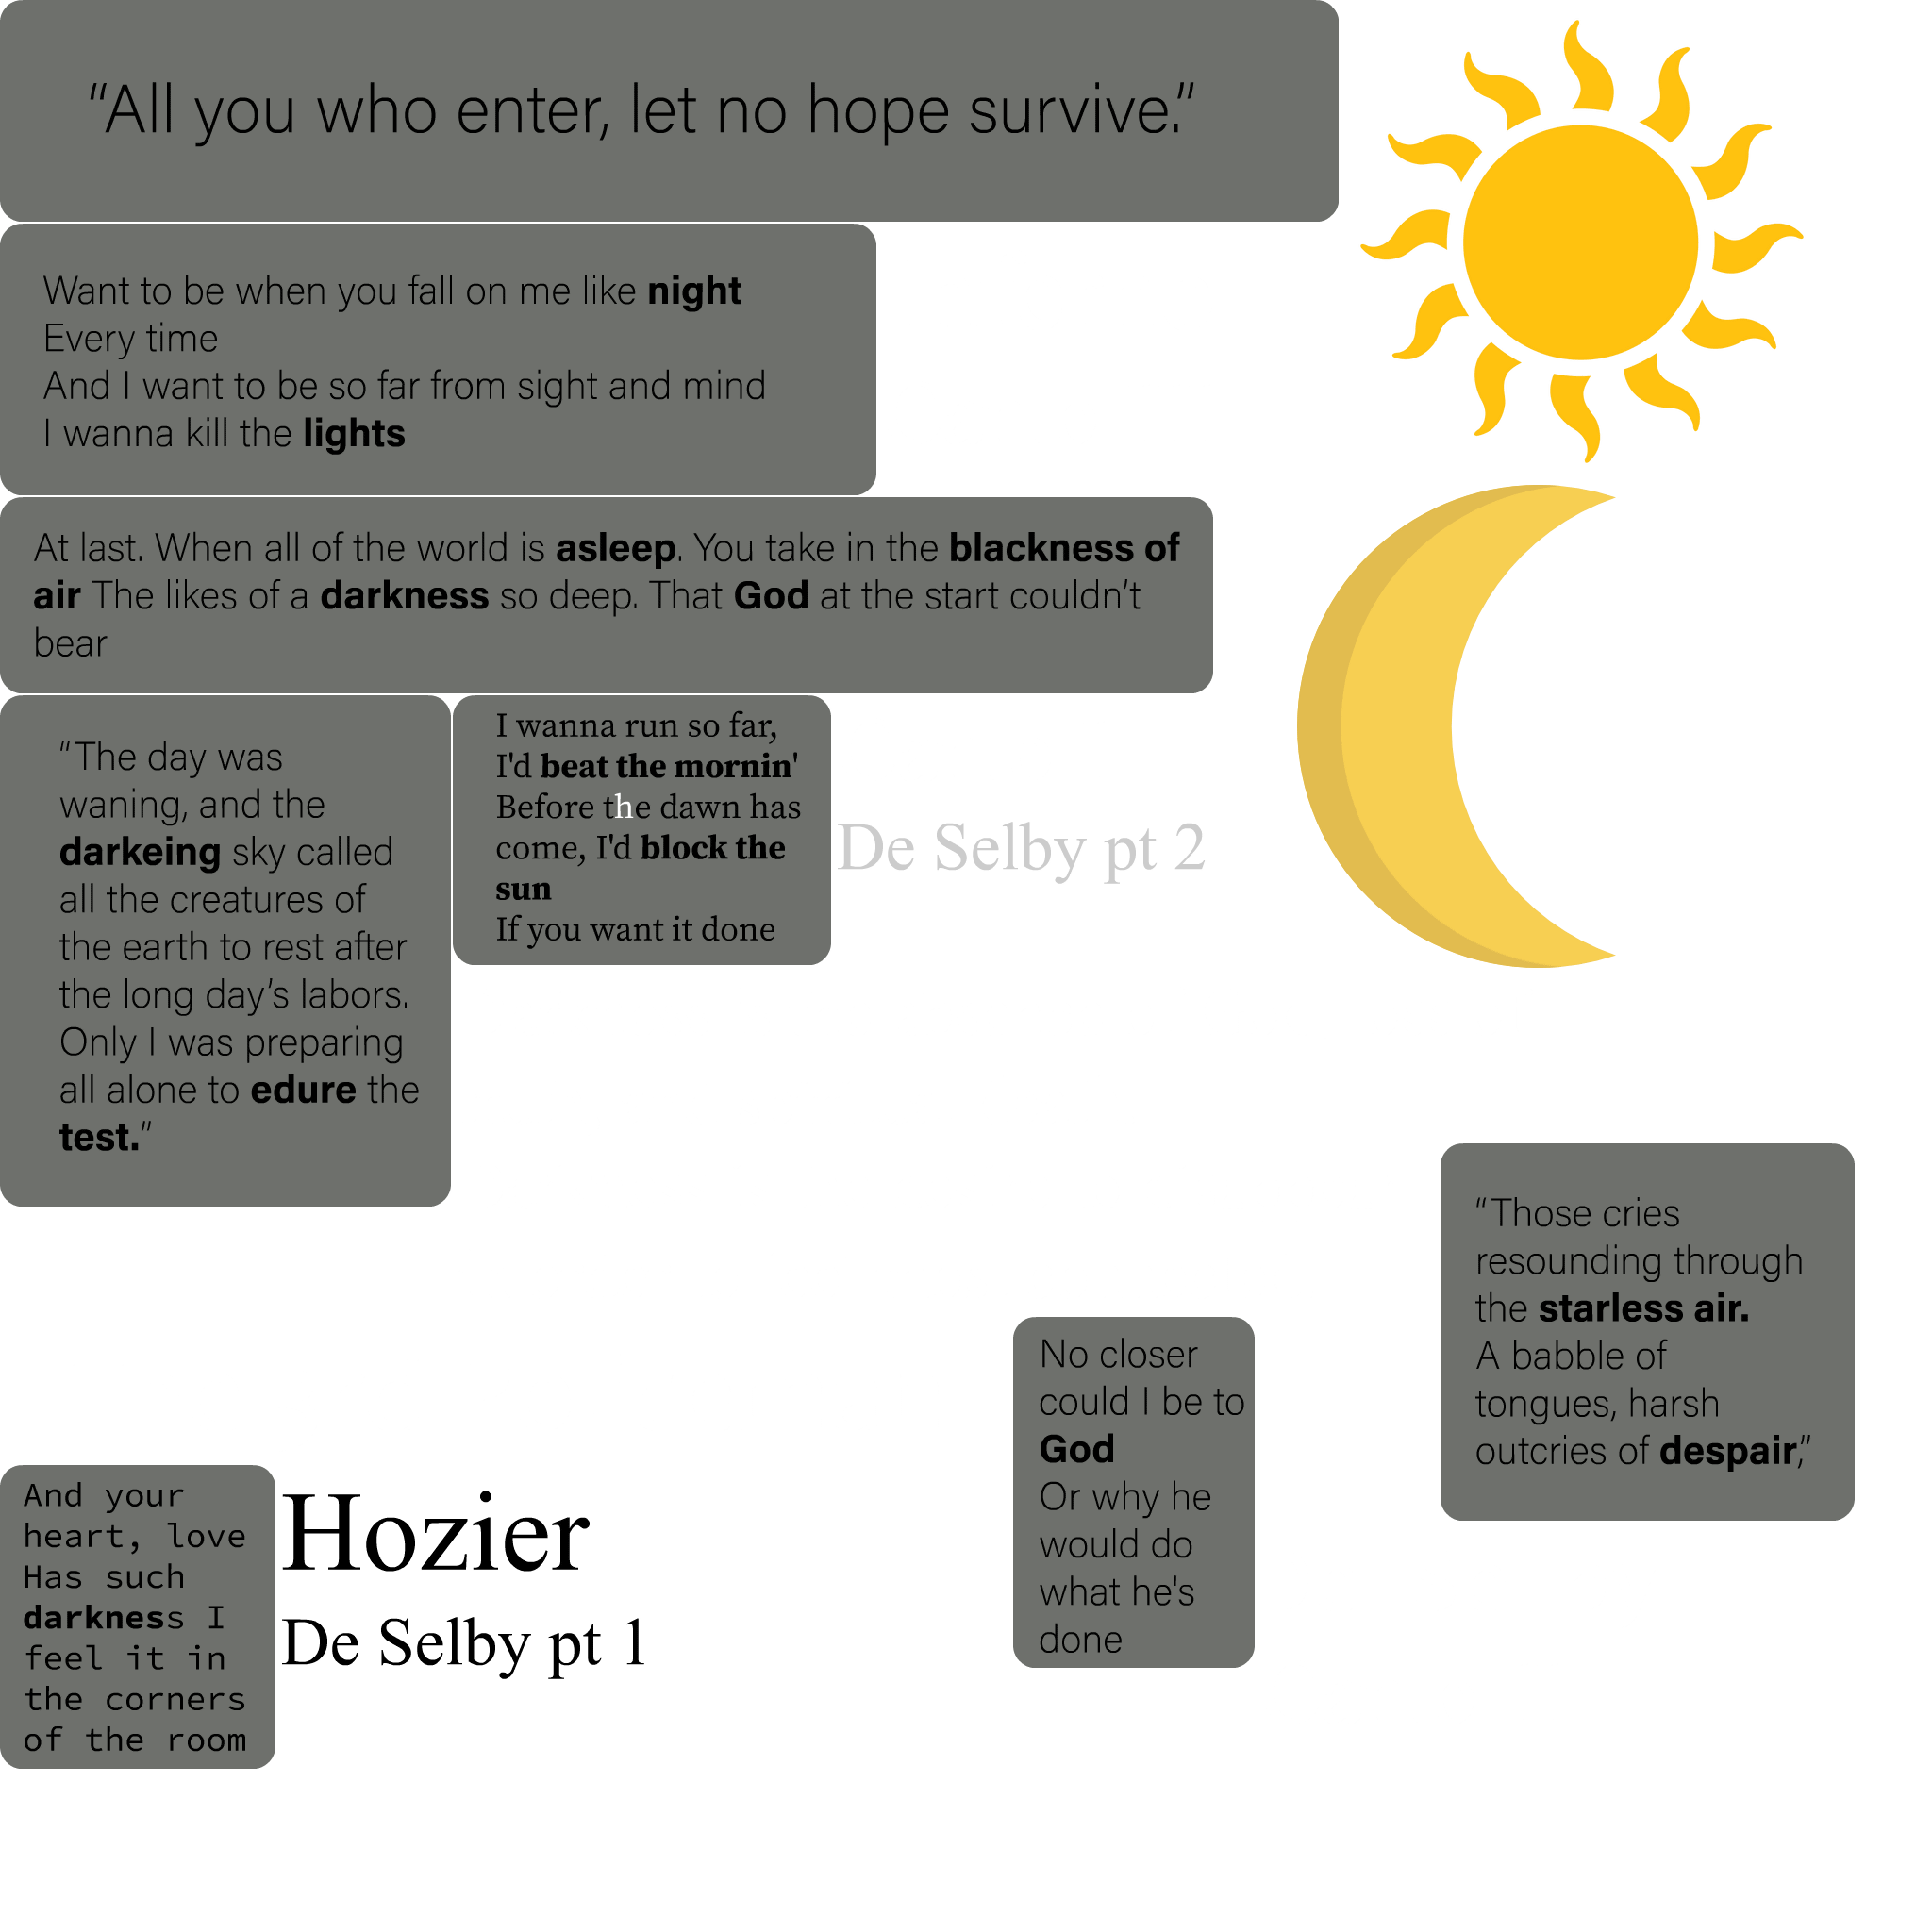 “All you who enter, let no hope survive.”
Want to be when you fall on me like night
Every time
And I want to be so far from sight and mind
I wanna kill the lights
At last. When all of the world is asleep. You take in the blackness of
air The likes of a darkness so deep. That God at the start couldn’t
bear
“The day was
waning, and the
darkeing sky called
all the creatures of
the earth to rest after
the long day’s labors.
Only I was preparing
all alone to edure the
test.”
I wanna run so far,
I'd beat the mornin'
Before the dawn has
come, I'd block the
sun
If you want it done
De Selby pt 2
“Those cries
resounding through
the starless air.
A babble of
tongues, harsh
outcries of despair,”
No closer
could I be to
God
Or why he
would do
what he's
done
And your
heart, love
Has such
darkness I
feel it in
the corners
of the room
Hozier
De Selby pt 1